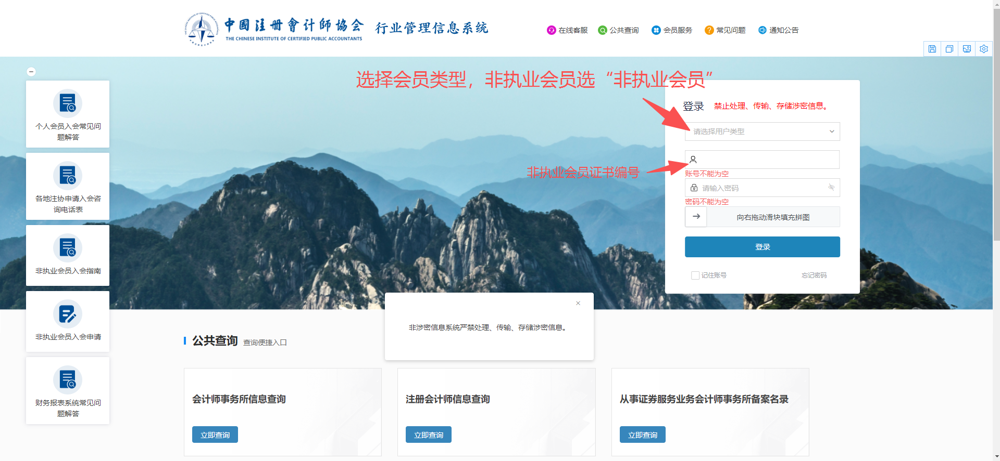 中國注册會计師協会
THE CHINESE INSTITUTE OF CERTIFIED PUBLIC ACCOUNTANTS
行业管理信息系统
在线客服
公共查询
会员服务
常见问题
通知公告
选择会员类型，非执业会员选“非执业会员”
个人会员入会常见问
题解答
各地注协申请入会咨
询电话表
非执业会员入会指南
非执业会员入会申请
财务报表系统常见问
题解答
登录 禁止处理、传输、存储涉密信息。
请选择用户类型
非执业会员证书编号
账号不能为空
请输入密码
密码不能为空
向右拖动滑块填充拼图
登录
记住账号
忘记密码
非涉密信息系统严禁处理、传输、存储涉密信息。
公共查询 查询便捷入口
会计师事务所信息查询
立即查询
注册会计师信息查询
立即查询
从事证券服务业务会计师事务所备案名录
立即查询